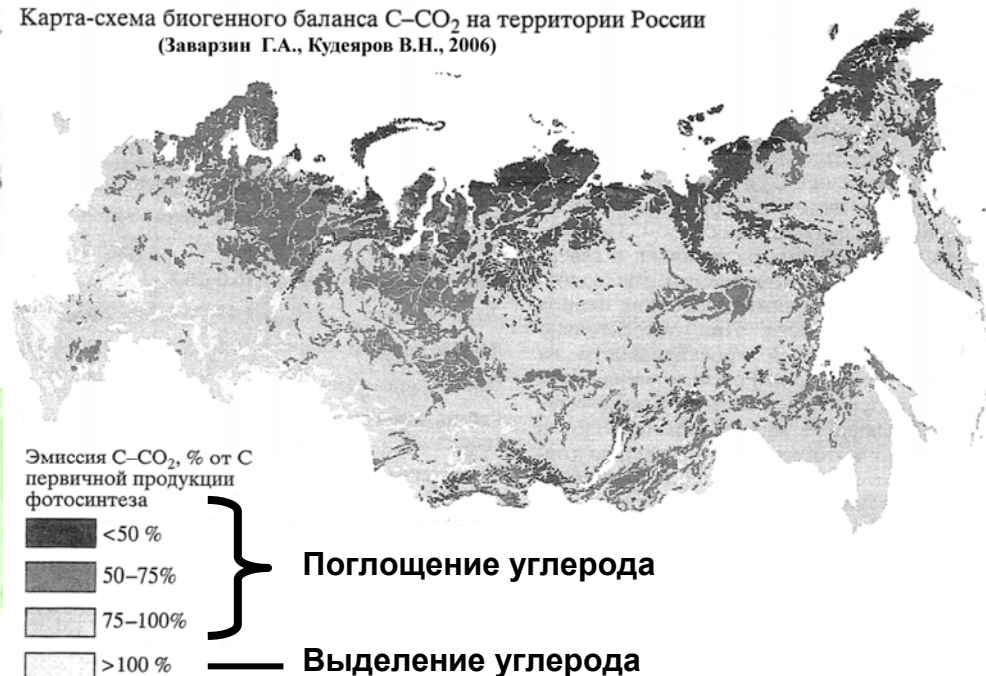 Карта-схема биогенного баланса C–CO₂ на территории России
(Заварзин Г.А., Кудеяров В.Н., 2006)
Эмиссия C–CO₂, % от C
первичной продукции
фотосинтеза
<50 %
50–75%
75–100%
>100 %
Поглощение углерода
Выделение углерода